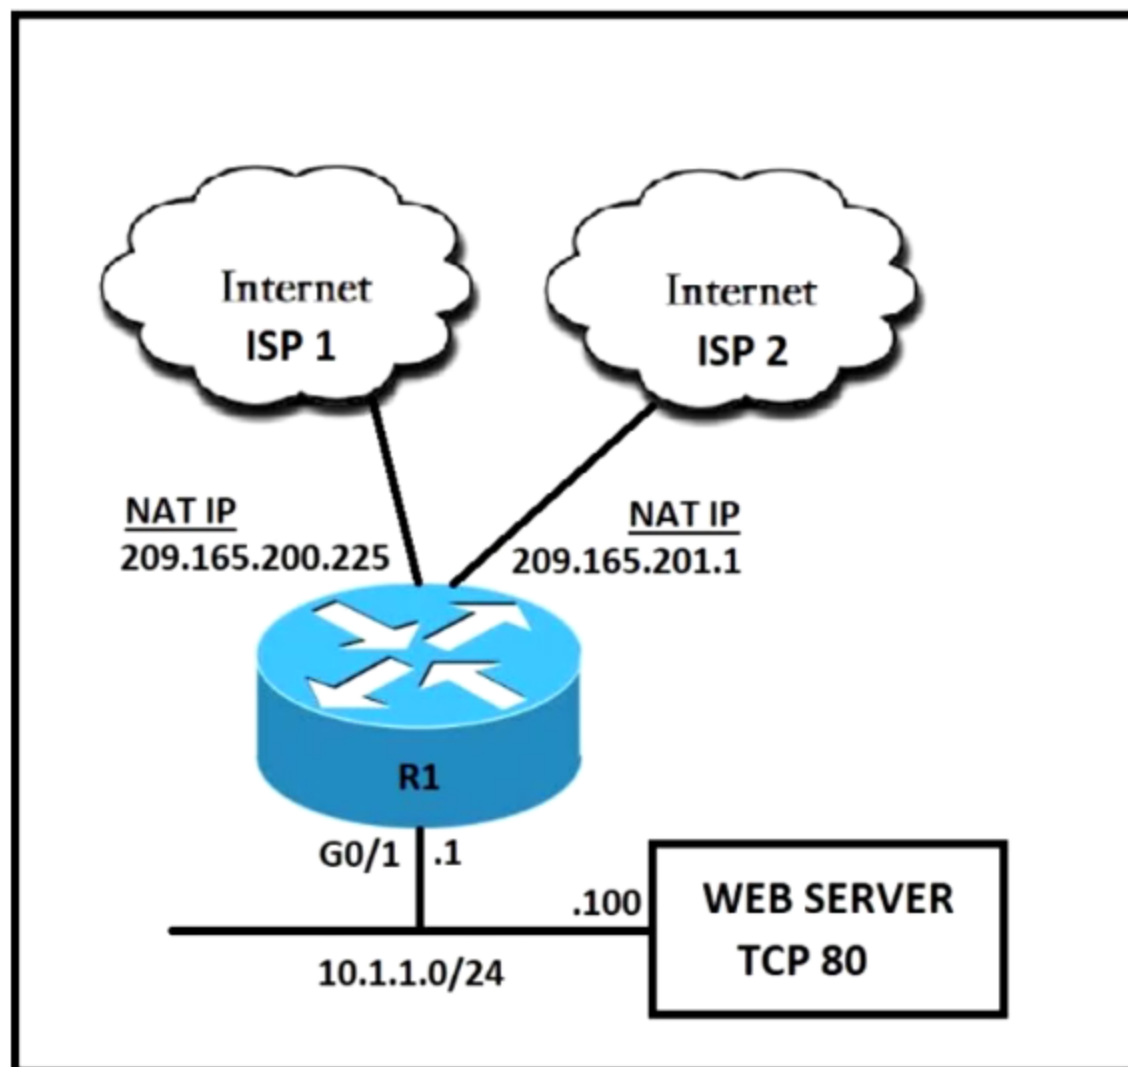 Internet
ISP 1
Internet
ISP 2
NAT IP
209.165.200.225
NAT IP
209.165.201.1
R1
G0/1
.1
.100
WEB SERVER
TCP 80
10.1.1.0/24